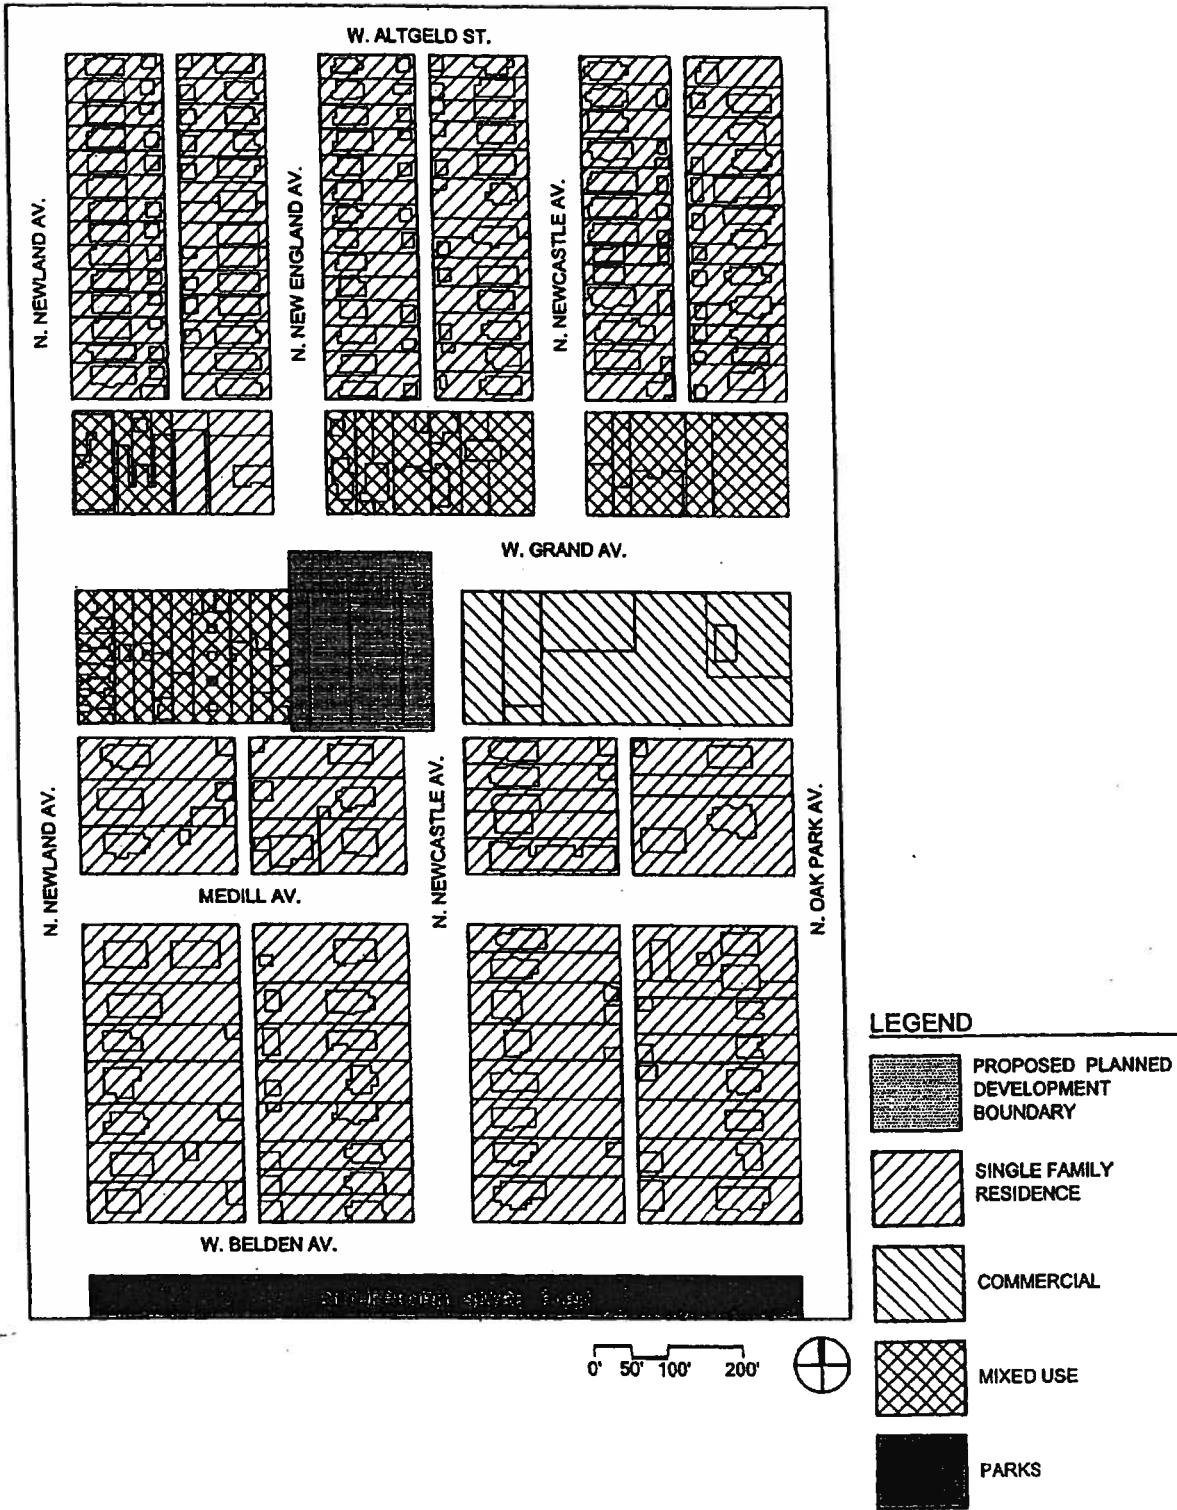 W. ALTGELD ST.
N. NEWLAND AV.
N. NEW ENGLAND AV.
N. NEWCASTLE AV.
W. GRAND AV.
N. NEWLAND AV.
MEDILL AV.
N. NEWCASTLE AV.
N. OAK PARK AV.
W. BELDEN AV.
0' 50' 100' 200'
LEGEND
PROPOSED PLANNED
DEVELOPMENT
BOUNDARY
SINGLE FAMILY
RESIDENCE
COMMERCIAL
MIXED USE
PARKS